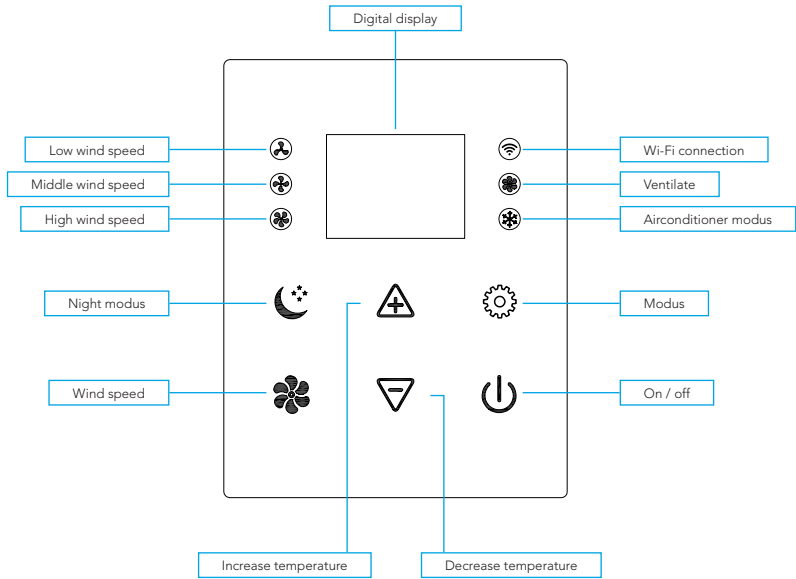 Digital display
Low wind speed
Wi-Fi connection
Middle wind speed
Ventilate
High wind speed
Airconditioner modus
Night modus
Modus
Wind speed
On / off
Increase temperature
Decrease temperature